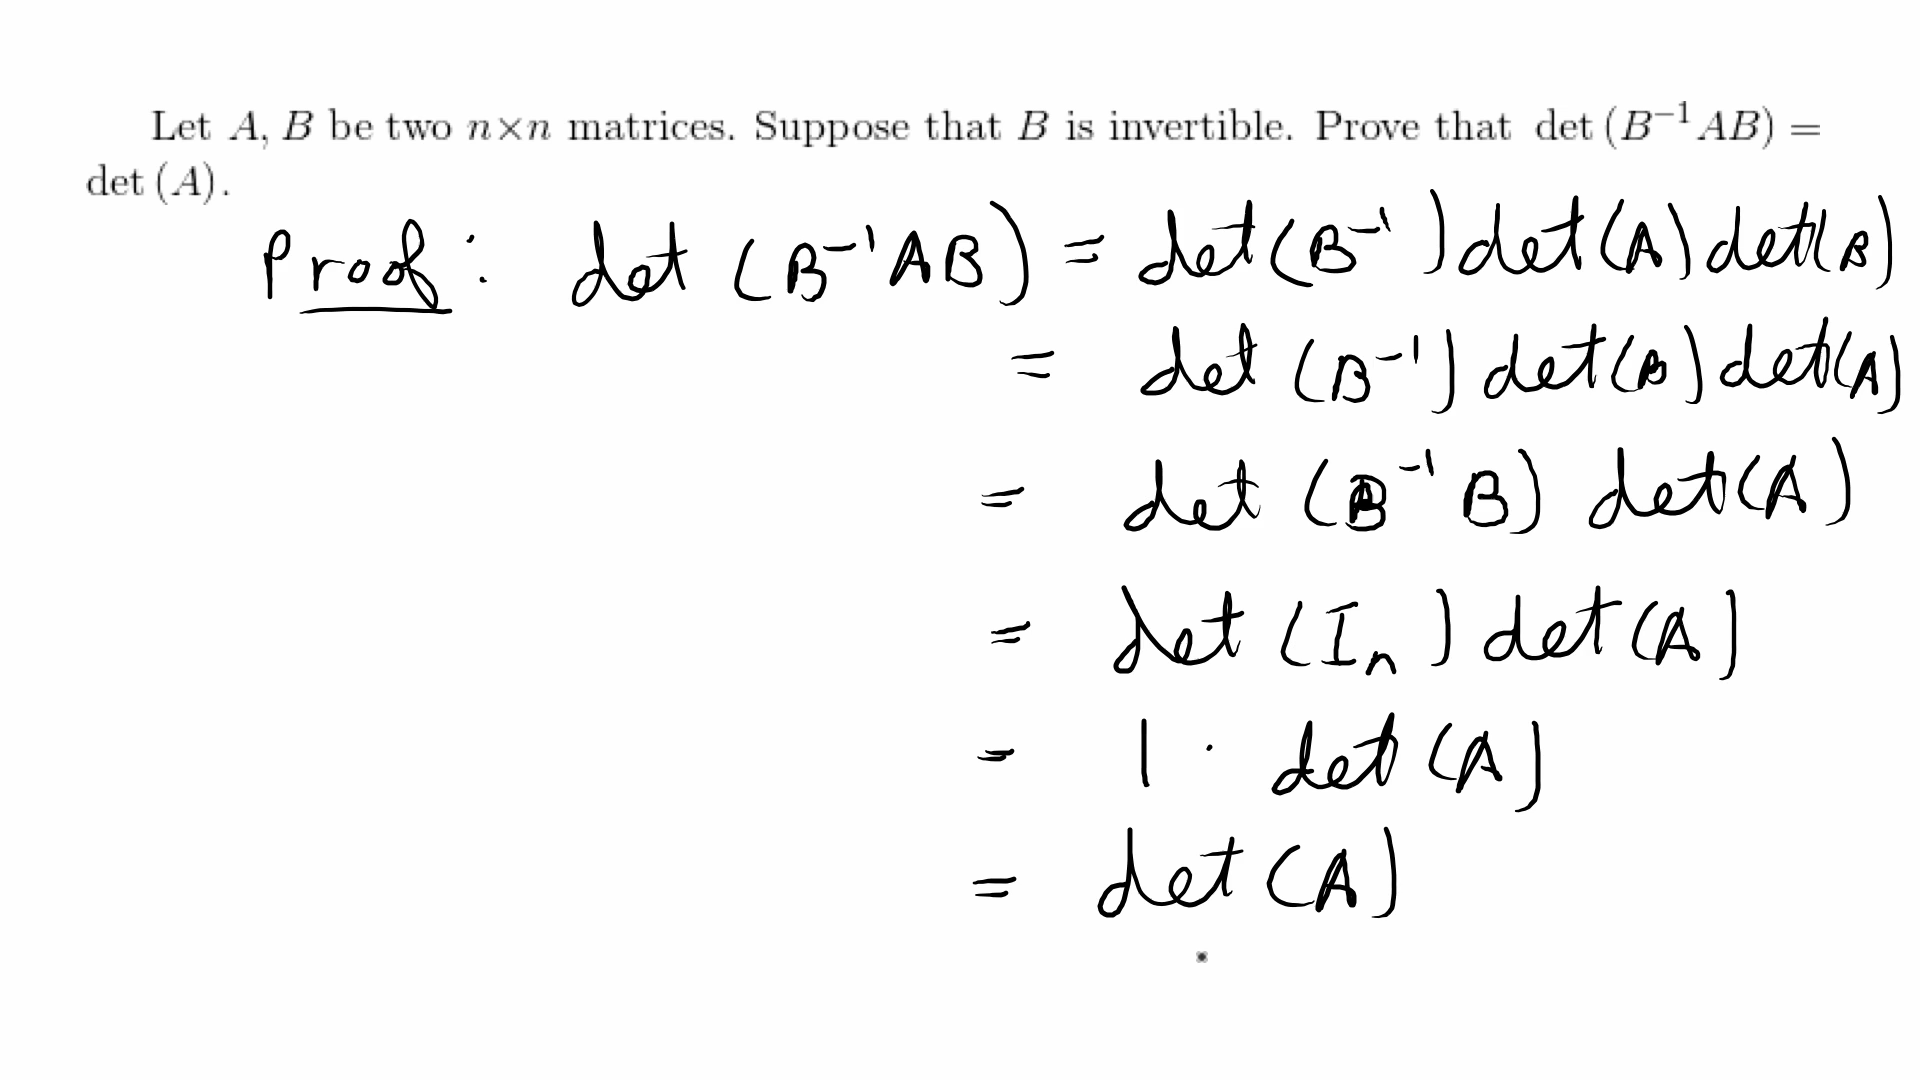 Let A, B be two n×n matrices. Suppose that B is invertible. Prove that det (B⁻¹AB) =
det (A).
Proof: det (B⁻¹AB) = det(B⁻¹) det(A) det(B)
= det (B⁻¹) det(B) det(A)
= det (B⁻¹ B) det(A)
= det (Iₙ) det(A)
= 1 · det (A)
= det (A)